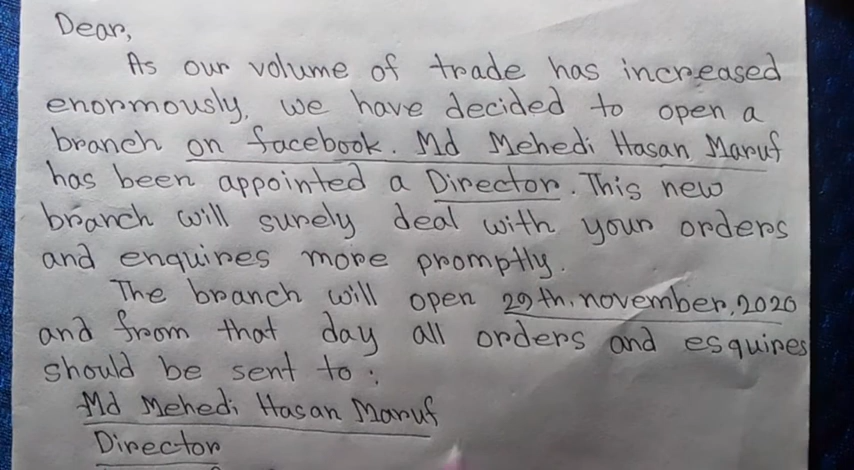 Dear,
As our volume of trade has increased
enormously, we have decided to open a
branch on facebook. Md Mehedi Hasan Maruf
has been appointed a Director. This new
branch will surely deal with your orders
and enquires more promptly.
The branch will open 29th, november, 2020
and from that day all orders and esquires
should be sent to :
Md Mehedi Hasan Maruf
Director